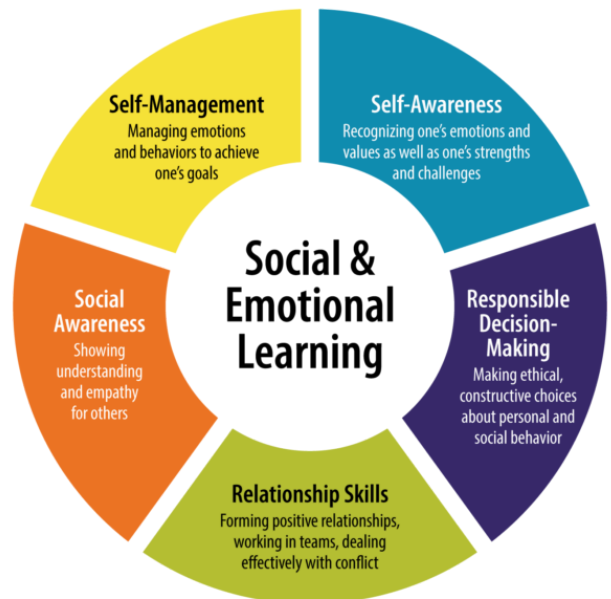 Self-Management
Managing emotions
and behaviors to achieve
one's goals
Self-Awareness
Recognizing one's emotions and
values as well as one's strengths
and challenges
Social &
Emotional
Learning
Social
Awareness
Showing
understanding
and empathy
for others
Responsible
Decision-
Making
Making ethical,
constructive choices
about personal and
social behavior
Relationship Skills
Forming positive relationships,
working in teams, dealing
effectively with conflict